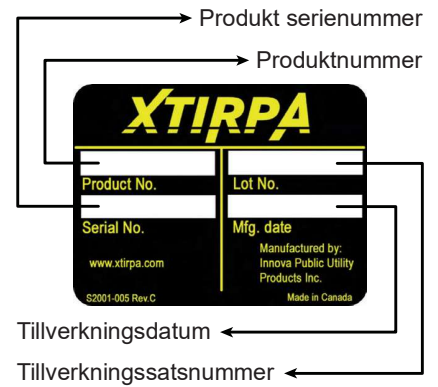 Produkt serienummer
Produktnummer
XTIRPA
Product No.
Lot No.
Serial No.
Mfg. date
www.xtirpa.com
Manufactured by:
Innova Public Utility
Products Inc.
S2001-005 Rev.C
Made in Canada
Tillverkningsdatum
Tillverkningssatsnummer